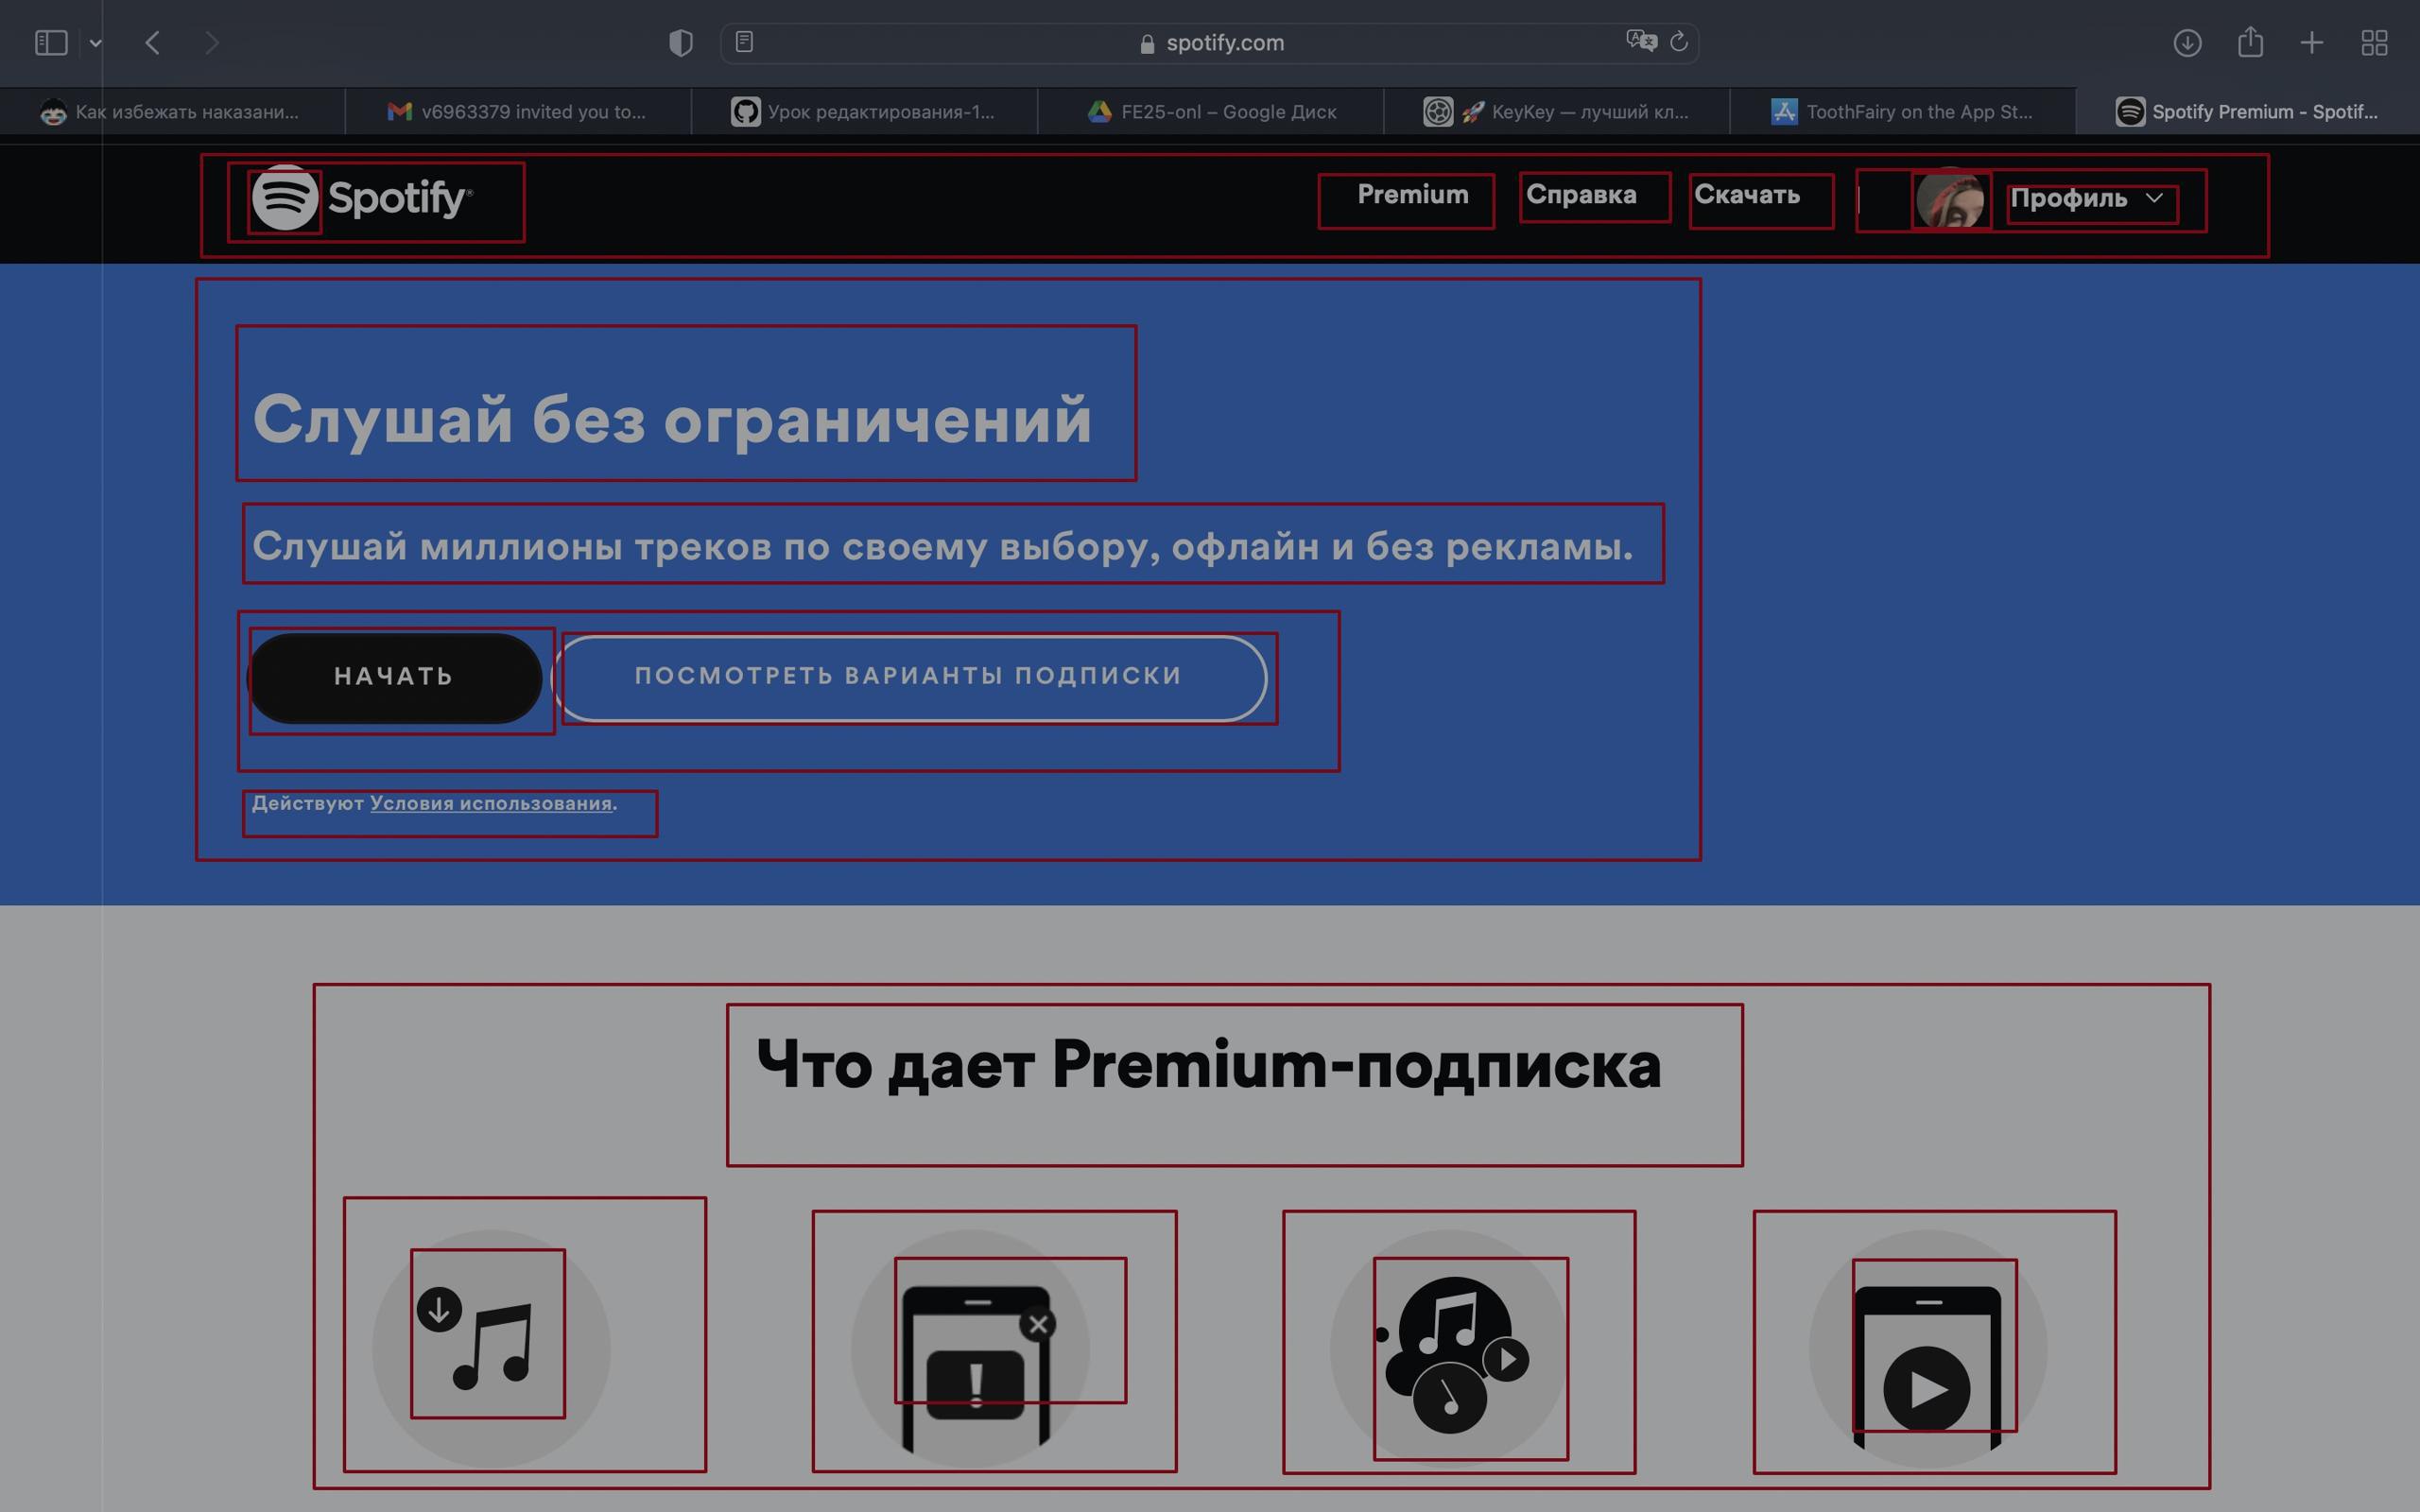 spotify.com
Как избежать наказани...
v6963379 invited you to...
Урок редактирования-1...
FE25-onl – Google Диск
🚀 KeyKey — лучший кл...
ToothFairy on the App St...
Spotify Premium - Spotif...
Spotify®
Premium
Справка
Скачать
Профиль
Слушай без ограничений
Слушай миллионы треков по своему выбору, офлайн и без рекламы.
НАЧАТЬ
ПОСМОТРЕТЬ ВАРИАНТЫ ПОДПИСКИ
Действуют Условия использования.
Что дает Premium-подписка